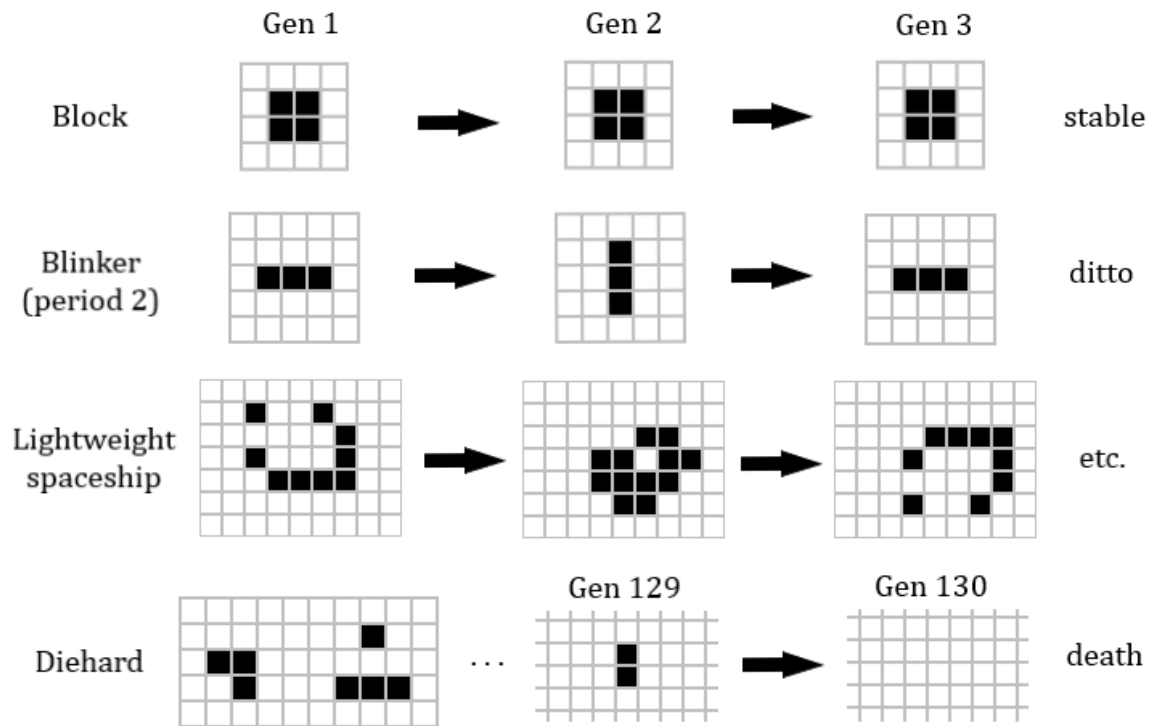 Gen 1
Gen 2
Gen 3
Block
stable
Blinker
(period 2)
ditto
Lightweight
spaceship
etc.
Gen 129
Gen 130
Diehard
...
death